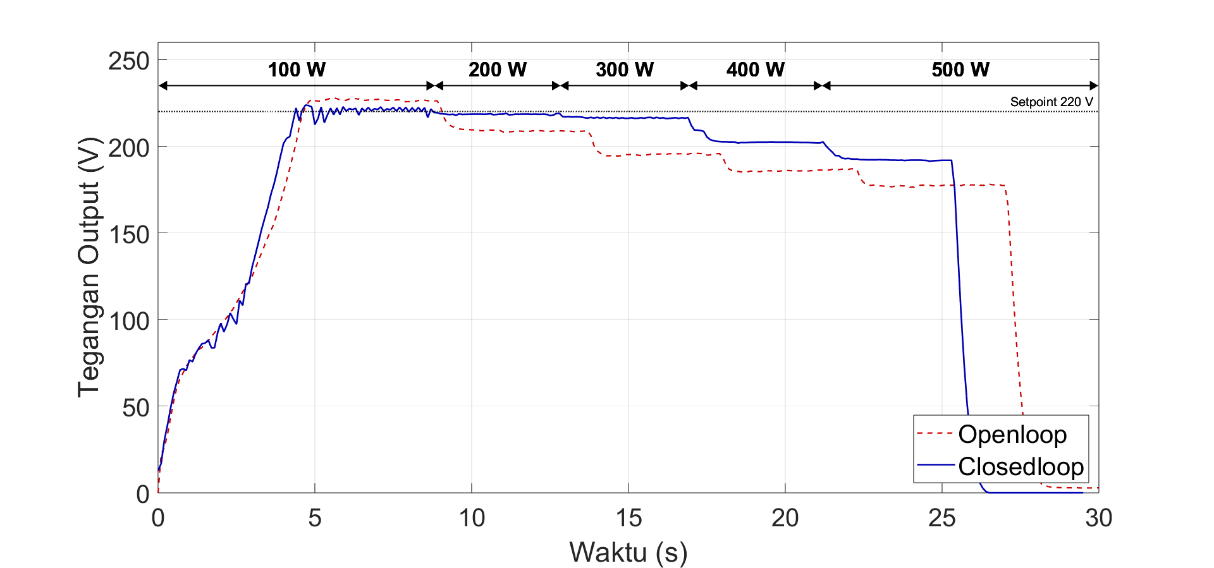 250
200
150
100
50
0
Tegangan Output (V)
100 W
200 W
300 W
400 W
500 W
Setpoint 220 V
Openloop
Closedloop
0
5
10
15
20
25
30
Waktu (s)